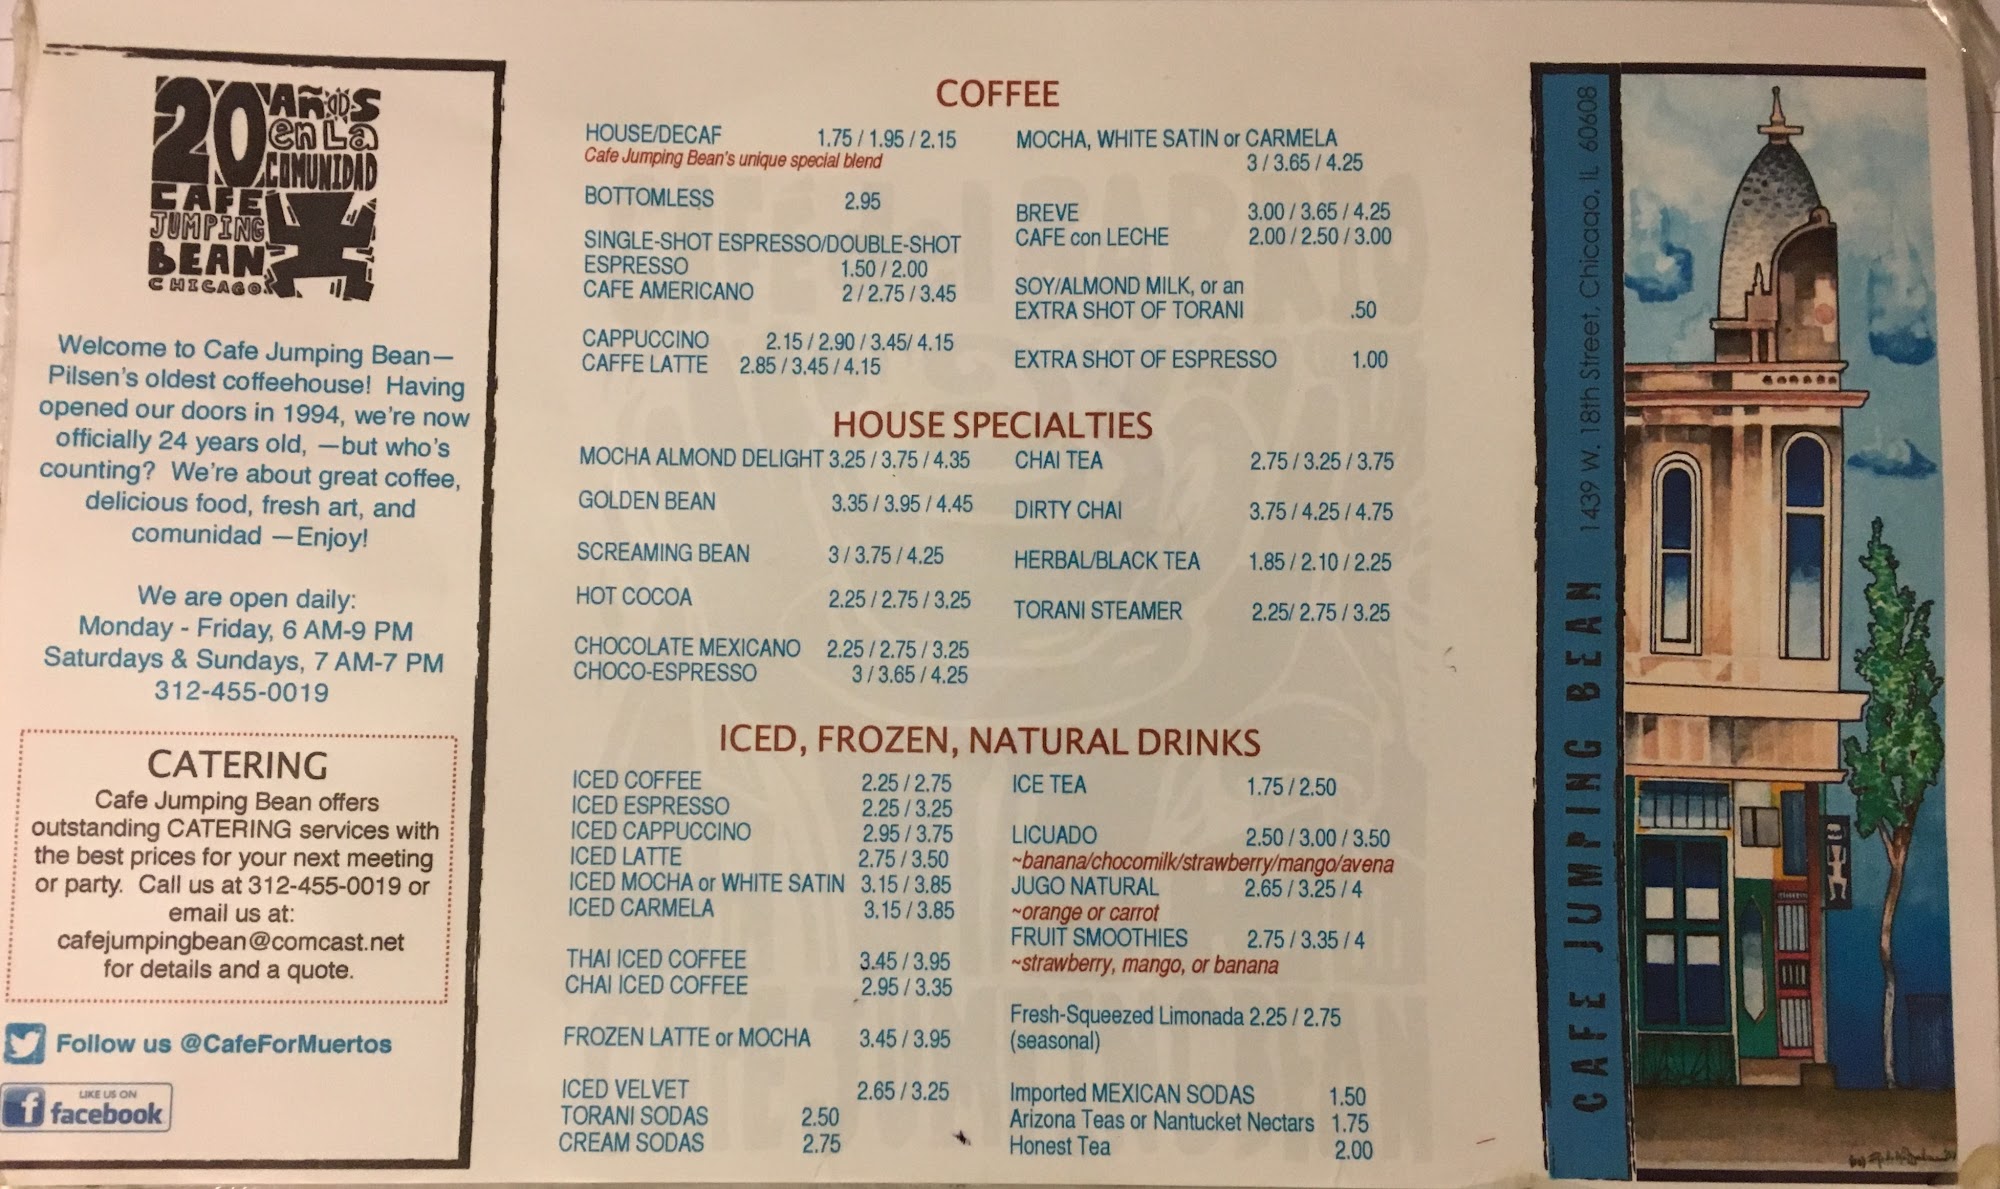 20 Años
en La
COMUNIDAD
CAFE
JUMPING
BEAN
CHICAGO
Welcome to Cafe Jumping Bean—
Pilsen's oldest coffeehouse! Having
opened our doors in 1994, we're now
officially 24 years old, —but who's
counting? We're about great coffee,
delicious food, fresh art, and
comunidad —Enjoy!
We are open daily:
Monday - Friday, 6 AM-9 PM
Saturdays & Sundays, 7 AM-7 PM
312-455-0019
CATERING
Cafe Jumping Bean offers
outstanding CATERING services with
the best prices for your next meeting
or party. Call us at 312-455-0019 or
email us at:
cafejumpingbean@comcast.net
for details and a quote.
Follow us @CafeForMuertos
LIKE US ON
facebook
COFFEE
HOUSE/DECAF 1.75 / 1.95 / 2.15
Cafe Jumping Bean's unique special blend
BOTTOMLESS 2.95
SINGLE-SHOT ESPRESSO/DOUBLE-SHOT
ESPRESSO 1.50 / 2.00
CAFE AMERICANO 2 / 2.75 / 3.45
CAPPUCCINO 2.15 / 2.90 / 3.45/ 4.15
CAFFE LATTE 2.85 / 3.45 / 4.15
MOCHA, WHITE SATIN or CARMELA
3 / 3.65 / 4.25
BREVE 3.00 / 3.65 / 4.25
CAFE con LECHE 2.00 / 2.50 / 3.00
SOY/ALMOND MILK, or an
EXTRA SHOT OF TORANI .50
EXTRA SHOT OF ESPRESSO 1.00
HOUSE SPECIALTIES
MOCHA ALMOND DELIGHT 3.25 / 3.75 / 4.35
GOLDEN BEAN 3.35 / 3.95 / 4.45
SCREAMING BEAN 3 / 3.75 / 4.25
HOT COCOA 2.25 / 2.75 / 3.25
CHOCOLATE MEXICANO 2.25 / 2.75 / 3.25
CHOCO-ESPRESSO 3 / 3.65 / 4.25
CHAI TEA 2.75 / 3.25 / 3.75
DIRTY CHAI 3.75 / 4.25 / 4.75
HERBAL/BLACK TEA 1.85 / 2.10 / 2.25
TORANI STEAMER 2.25/ 2.75 / 3.25
ICED, FROZEN, NATURAL DRINKS
ICED COFFEE 2.25 / 2.75
ICED ESPRESSO 2.25 / 3.25
ICED CAPPUCCINO 2.95 / 3.75
ICED LATTE 2.75 / 3.50
ICED MOCHA or WHITE SATIN 3.15 / 3.85
ICED CARMELA 3.15 / 3.85
THAI ICED COFFEE 3.45 / 3.95
CHAI ICED COFFEE 2.95 / 3.35
FROZEN LATTE or MOCHA 3.45 / 3.95
ICED VELVET 2.65 / 3.25
TORANI SODAS 2.50
CREAM SODAS 2.75
ICE TEA 1.75 / 2.50
LICUADO 2.50 / 3.00 / 3.50
~banana/chocomilk/strawberry/mango/avena
JUGO NATURAL 2.65 / 3.25 / 4
~orange or carrot
FRUIT SMOOTHIES 2.75 / 3.35 / 4
~strawberry, mango, or banana
Fresh-Squeezed Limonada 2.25 / 2.75
(seasonal)
Imported MEXICAN SODAS 1.50
Arizona Teas or Nantucket Nectars 1.75
Honest Tea 2.00
CAFE JUMPING BEAN 1439 W. 18th Street, Chicago, IL 60608